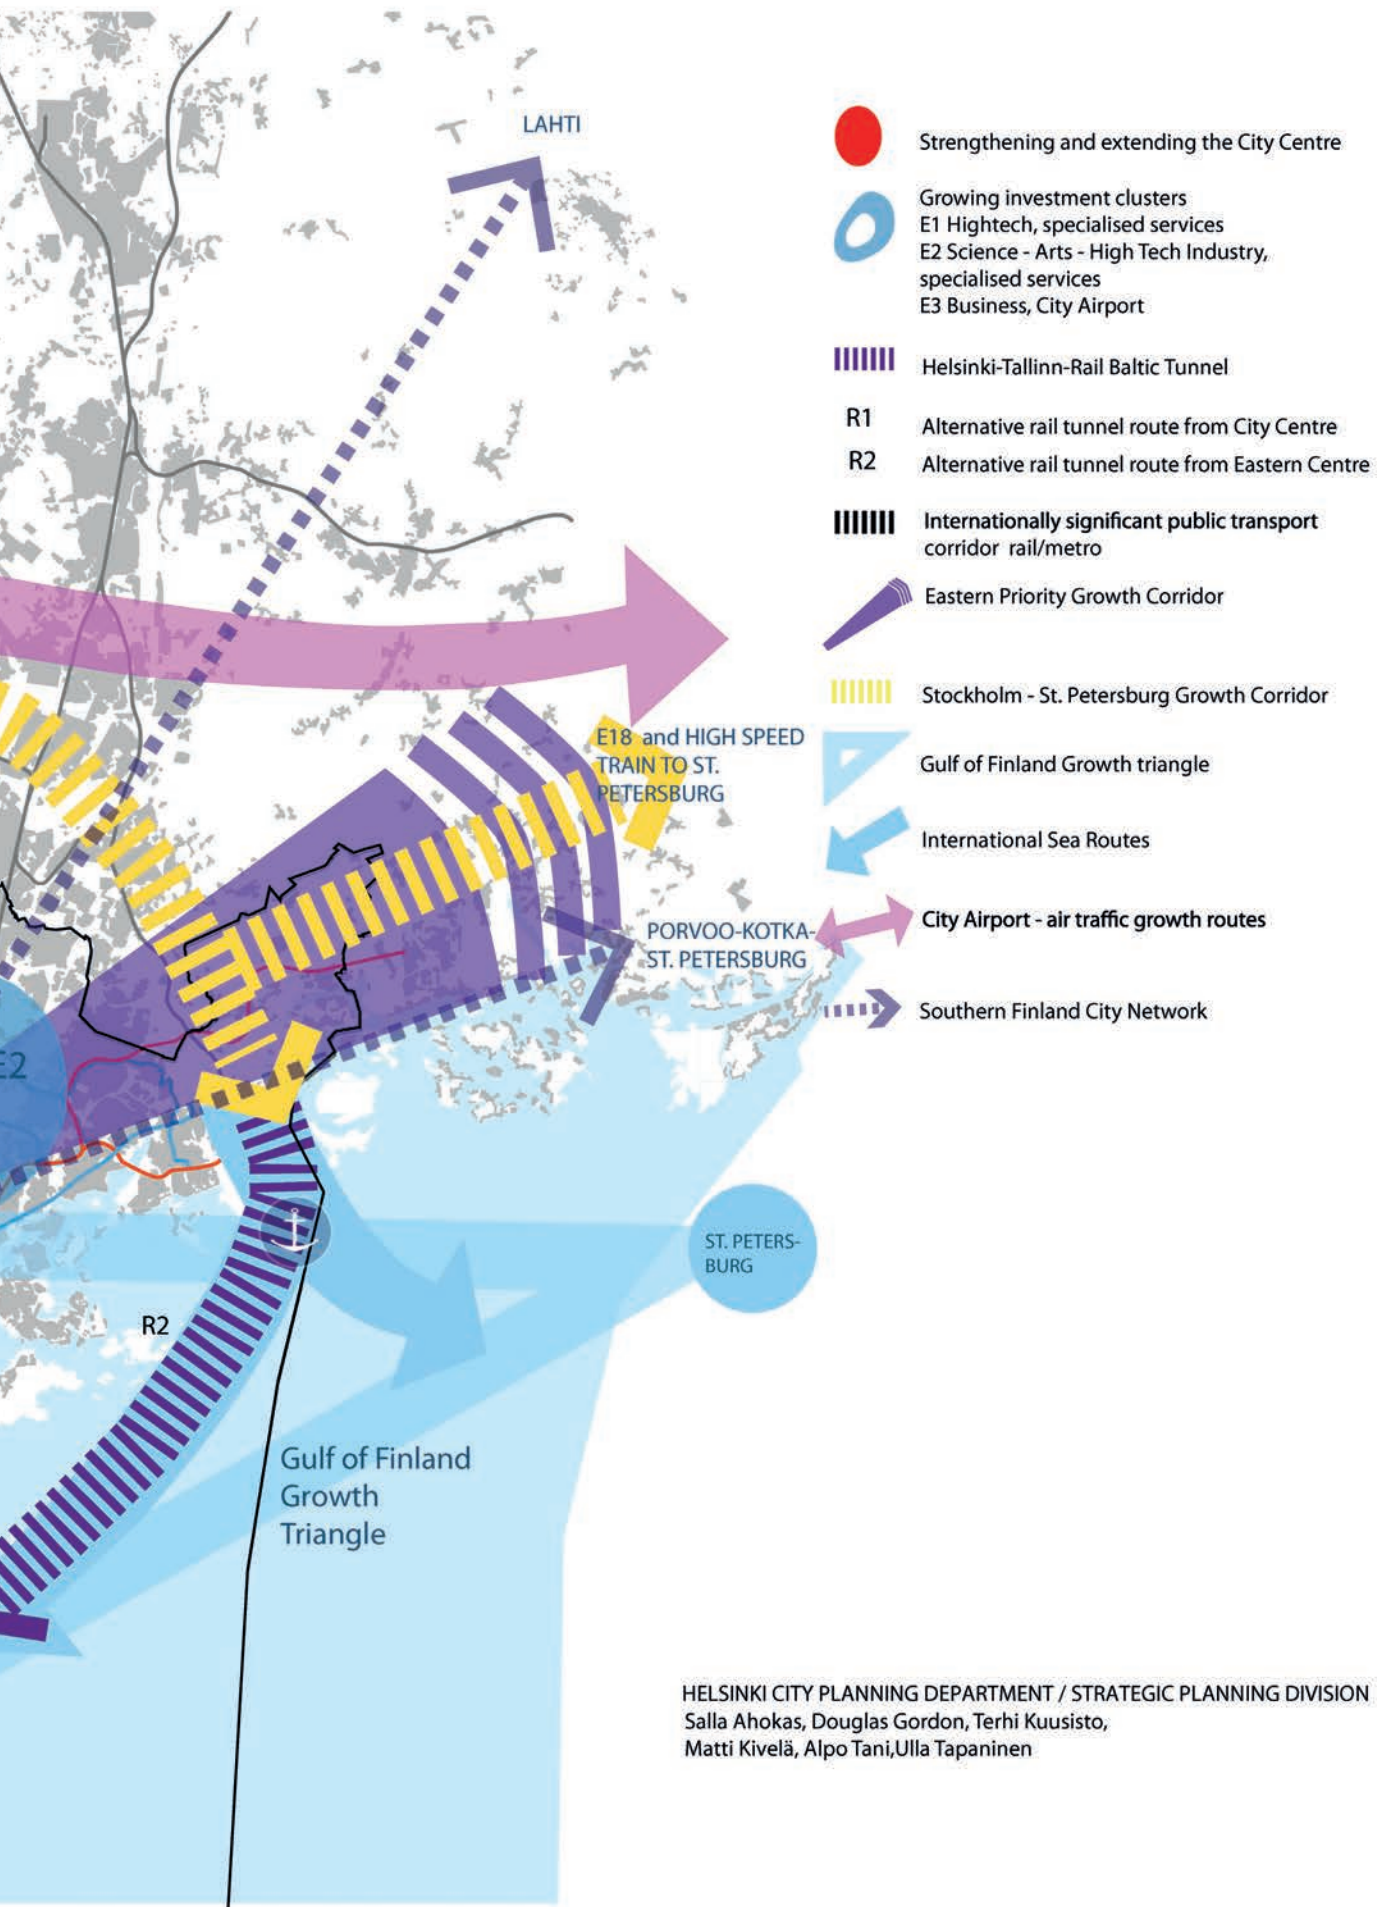 LAHTI
Strengthening and extending the City Centre
Growing investment clusters
E1 Hightech, specialised services
E2 Science - Arts - High Tech Industry,
specialised services
E3 Business, City Airport
Helsinki-Tallinn-Rail Baltic Tunnel
R1
Alternative rail tunnel route from City Centre
R2
Alternative rail tunnel route from Eastern Centre
Internationally significant public transport
corridor rail/metro
Eastern Priority Growth Corridor
Stockholm - St. Petersburg Growth Corridor
Gulf of Finland Growth triangle
International Sea Routes
City Airport - air traffic growth routes
Southern Finland City Network
E18 and HIGH SPEED
TRAIN TO ST.
PETERSBURG
PORVOO-KOTKA-
ST. PETERSBURG
E2
ST. PETERS-
BURG
R2
Gulf of Finland
Growth
Triangle
HELSINKI CITY PLANNING DEPARTMENT / STRATEGIC PLANNING DIVISION
Salla Ahokas, Douglas Gordon, Terhi Kuusisto,
Matti Kivelä, Alpo Tani,Ulla Tapaninen